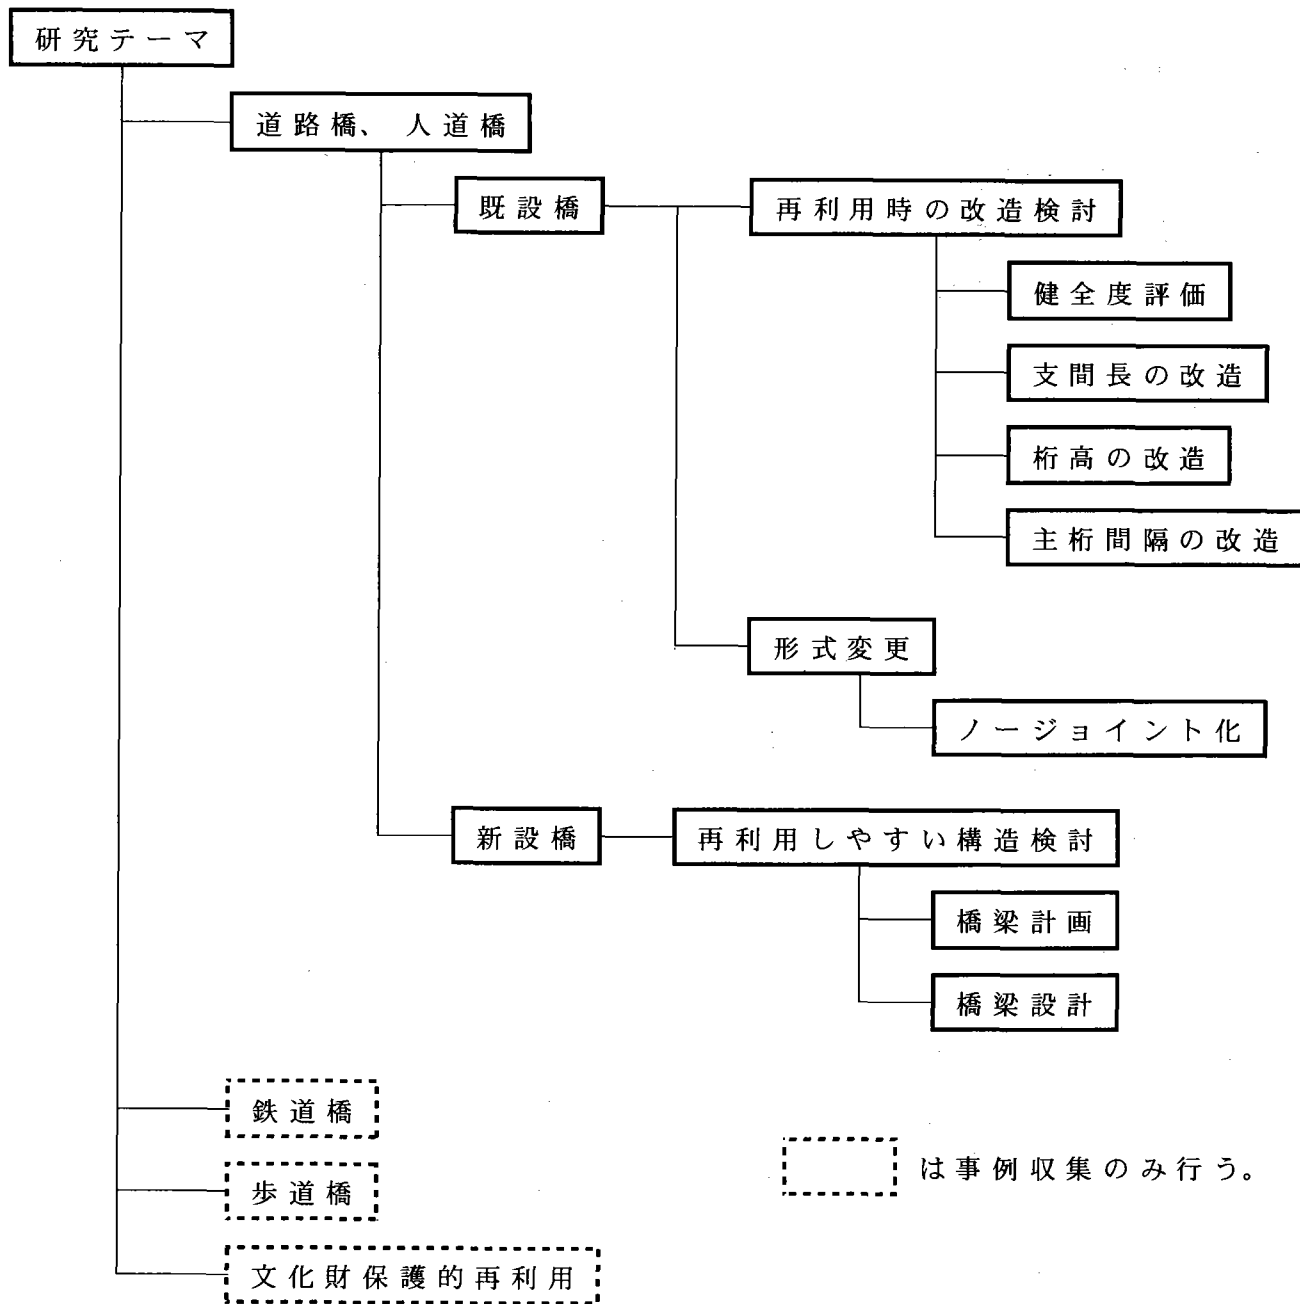 研究テーマ
道路橋、人道橋
既設橋
再利用時の改造検討
健全度評価
支間長の改造
桁高の改造
主桁間隔の改造
形式変更
ノージョイント化
新設橋
再利用しやすい構造検討
橋梁計画
橋梁設計
鉄道橋
歩道橋
文化財保護的再利用
は事例収集のみ行う。